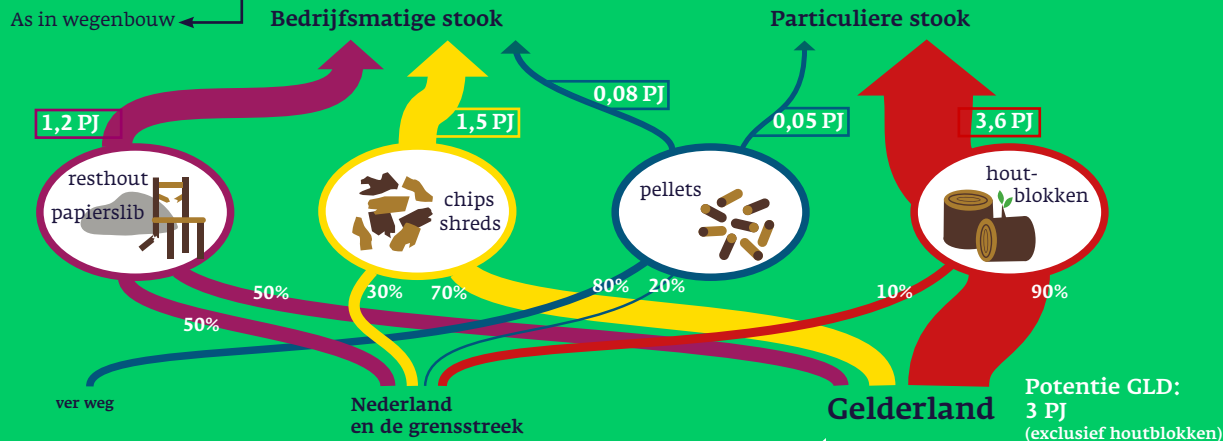 As in wegenbouw
Bedrijfsmatige stook
Particuliere stook
1,2 PJ
1,5 PJ
0,08 PJ
0,05 PJ
3,6 PJ
resthout
papierslib
chips
shreds
pellets
hout-
blokken
50%
50%
30%
70%
80%
20%
10%
90%
ver weg
Nederland
en de grensstreek
Gelderland
Potentie GLD:
3 PJ
(exclusief houtblokken)